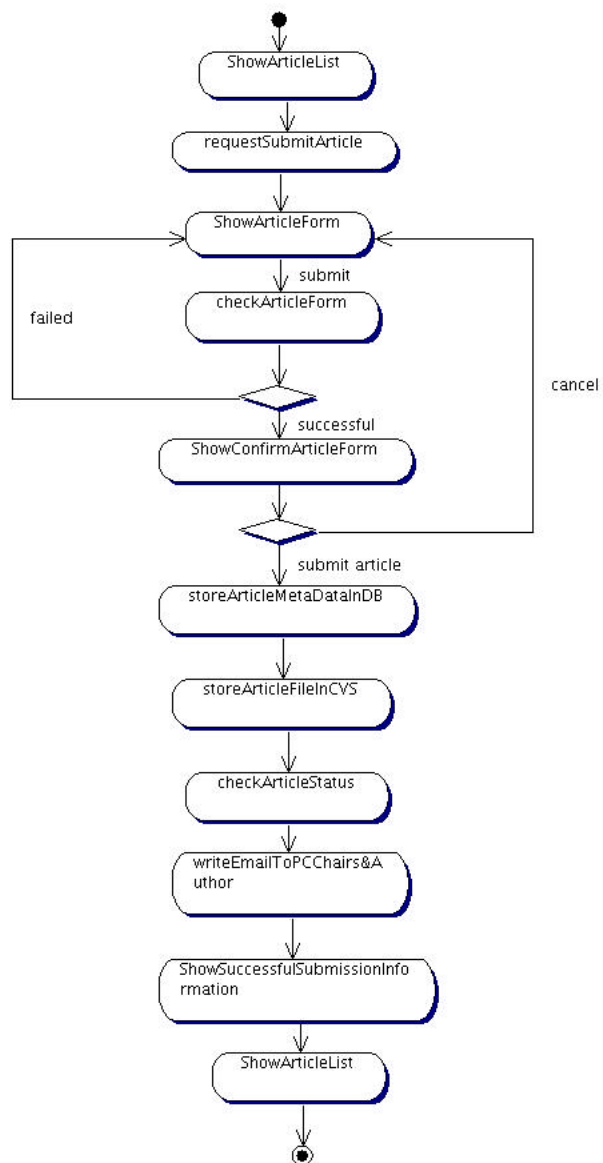 ShowArticleList
requestSubmitArticle
ShowArticleForm
submit
checkArticleForm
failed
cancel
successful
ShowConfirmArticleForm
submit article
storeArticleMetaDataInDB
storeArticleFileInCVS
checkArticleStatus
writeEmailToPCChairs&A
uthor
ShowSuccessfulSubmissionInfo
rmation
ShowArticleList